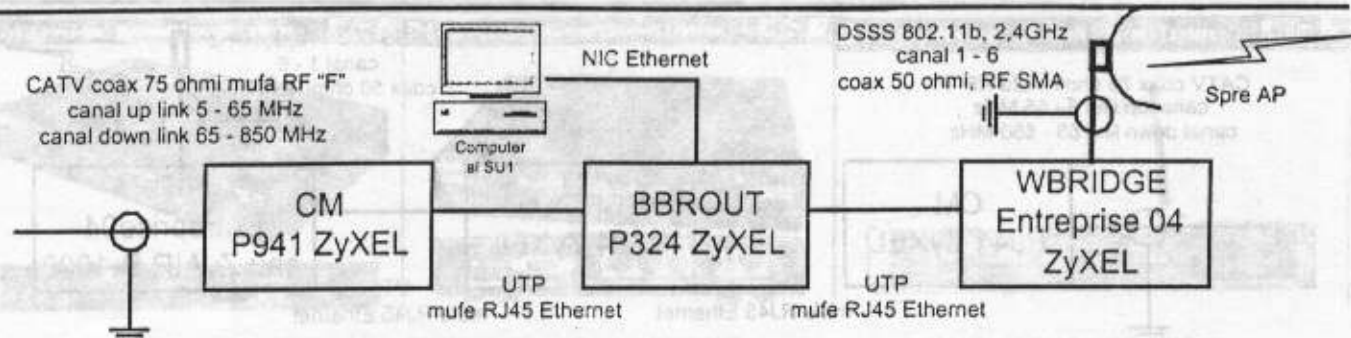 CATV coax 75 ohmi mufa RF "F"
canal up link 5 - 65 MHz
canal down link 65 - 850 MHz
Computer
al SU1
NIC Ethernet
DSSS 802.11b, 2,4GHz
canal 1 - 6
coax 50 ohmi, RF SMA
Spre AP
CM
P941 ZyXEL
UTP
mufe RJ45 Ethernet
BBROUT
P324 ZyXEL
UTP
mufe RJ45 Ethernet
WBRIDGE
Entreprise 04
ZyXEL